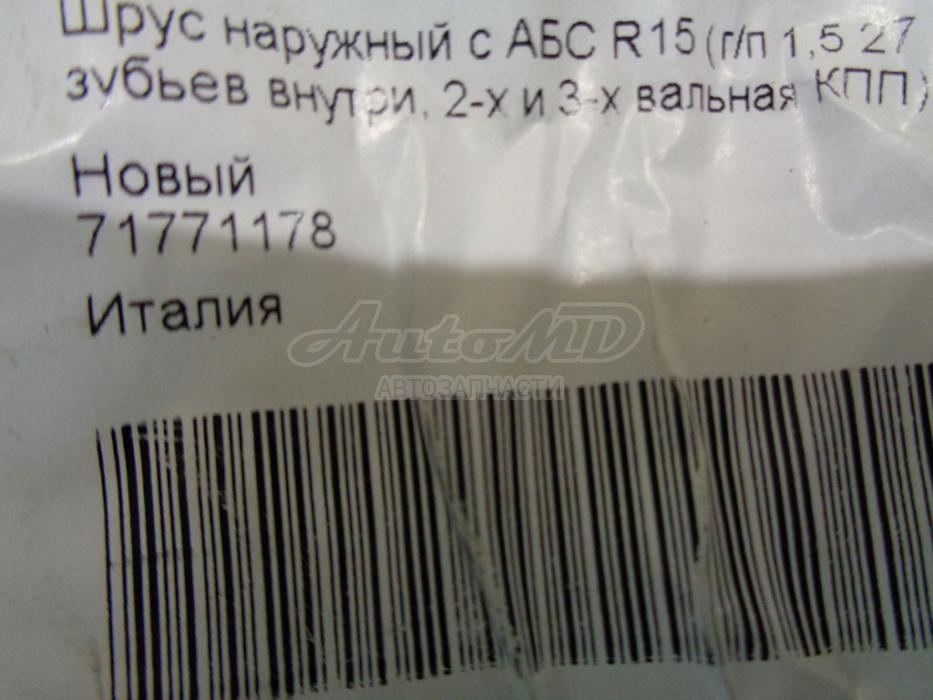 Шрус наружный с АБС R15 (г/п 1,5 27
зубьев внутри, 2-х и 3-х вальная КПП)
Новый
71771178
Италия
AutoMD
АВТОЗАПЧАСТИ